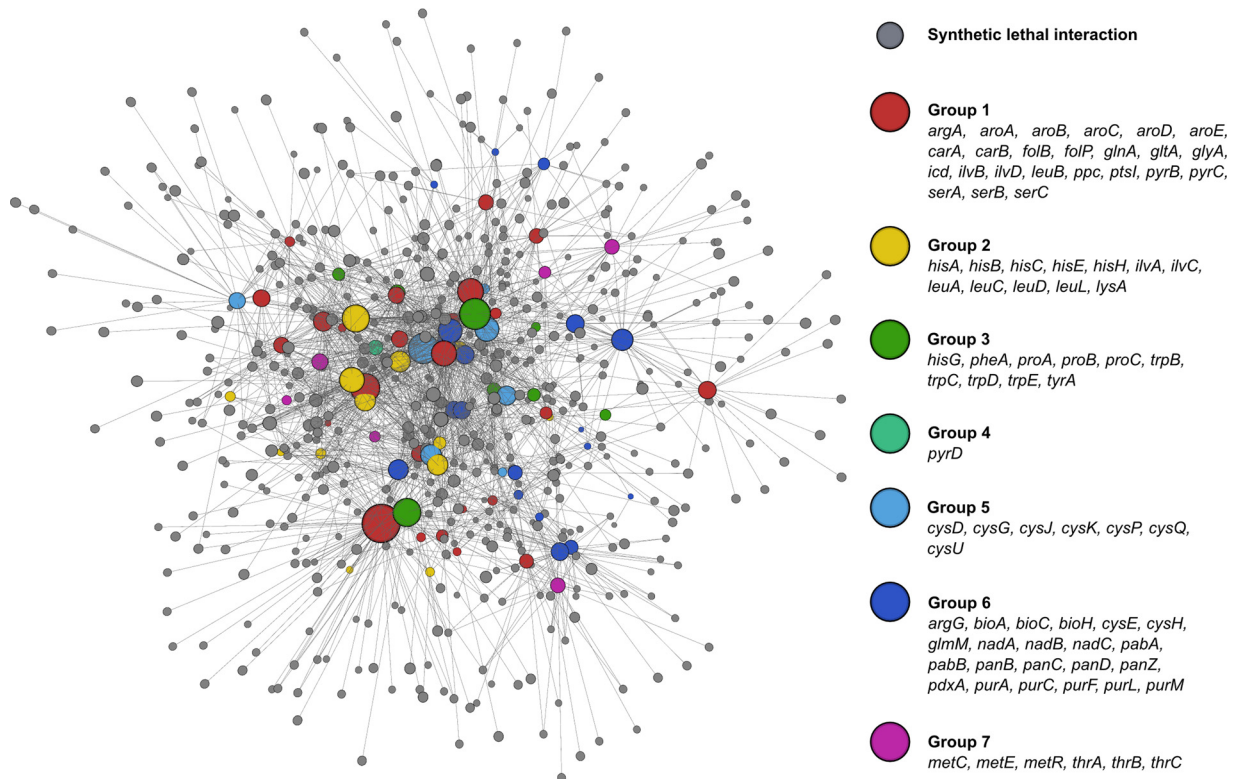 Synthetic lethal interaction
Group 1
argA, aroA, aroB, aroC, aroD, aroE,
carA, carB, folB, folP, glnA, gltA, glyA,
icd, ilvB, ilvD, leuB, ppc, ptsI, pyrB, pyrC,
serA, serB, serC
Group 2
hisA, hisB, hisC, hisE, hisH, ilvA, ilvC,
leuA, leuC, leuD, leuL, lysA
Group 3
hisG, pheA, proA, proB, proC, trpB,
trpC, trpD, trpE, tyrA
Group 4
pyrD
Group 5
cysD, cysG, cysJ, cysK, cysP, cysQ,
cysU
Group 6
argG, bioA, bioC, bioH, cysE, cysH,
glmM, nadA, nadB, nadC, pabA,
pabB, panB, panC, panD, panZ,
pdxA, purA, purC, purF, purL, purM
Group 7
metC, metE, metR, thrA, thrB, thrC